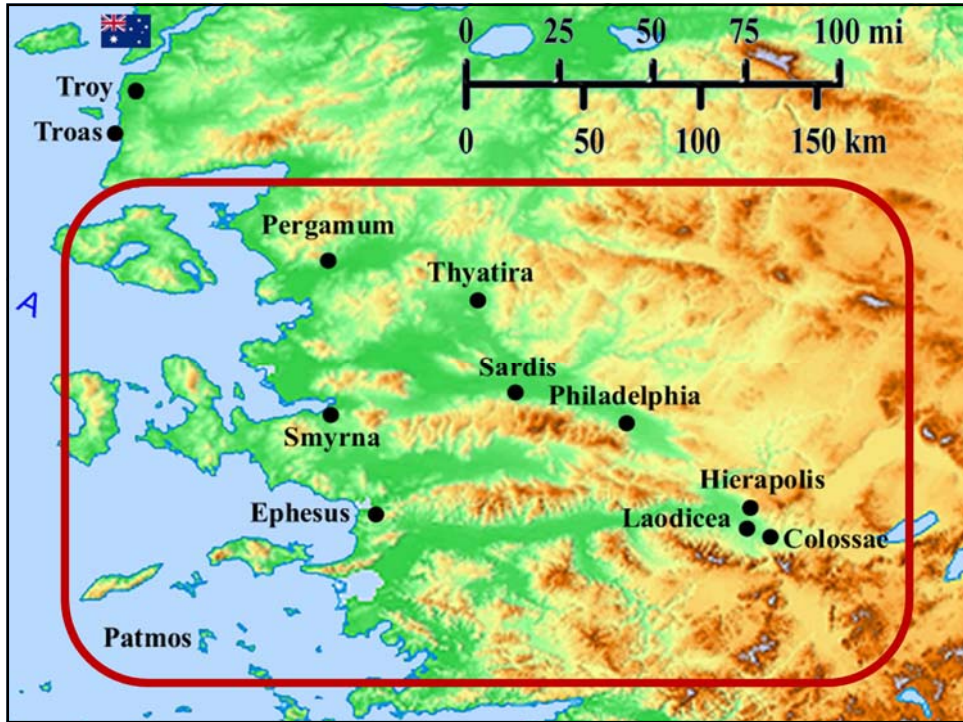 0 25 50 75 100 mi
0 50 100 150 km
Troy
Troas
Pergamum
Thyatira
A
Sardis
Philadelphia
Smyrna
Hierapolis
Ephesus
Laodicea
Colossae
Patmos